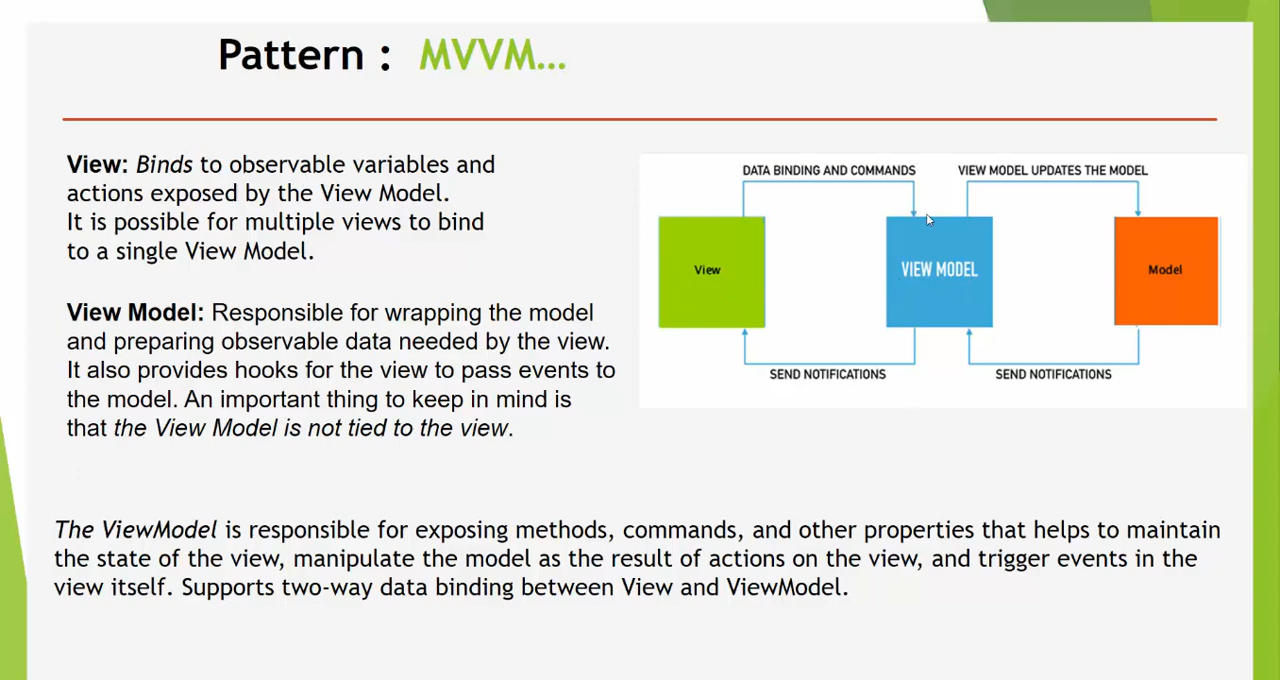 Pattern : MVVM...
View: Binds to observable variables and
actions exposed by the View Model.
It is possible for multiple views to bind
to a single View Model.
View Model: Responsible for wrapping the model
and preparing observable data needed by the view.
It also provides hooks for the view to pass events to
the model. An important thing to keep in mind is
that the View Model is not tied to the view.
DATA BINDING AND COMMANDS
VIEW MODEL UPDATES THE MODEL
View
VIEW MODEL
Model
SEND NOTIFICATIONS
SEND NOTIFICATIONS
The ViewModel is responsible for exposing methods, commands, and other properties that helps to maintain
the state of the view, manipulate the model as the result of actions on the view, and trigger events in the
view itself. Supports two-way data binding between View and ViewModel.